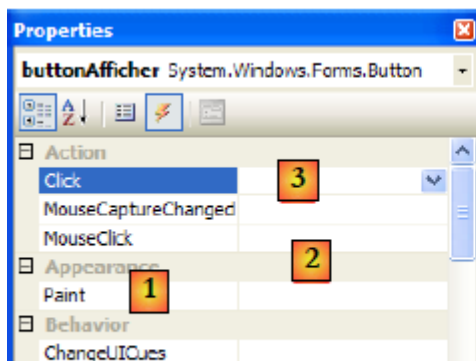 Properties
buttonAfficher System.Windows.Forms.Button
Action
Click 3
MouseCaptureChanged
MouseClick 2
Appearance
Paint 1
Behavior
ChangeUICues